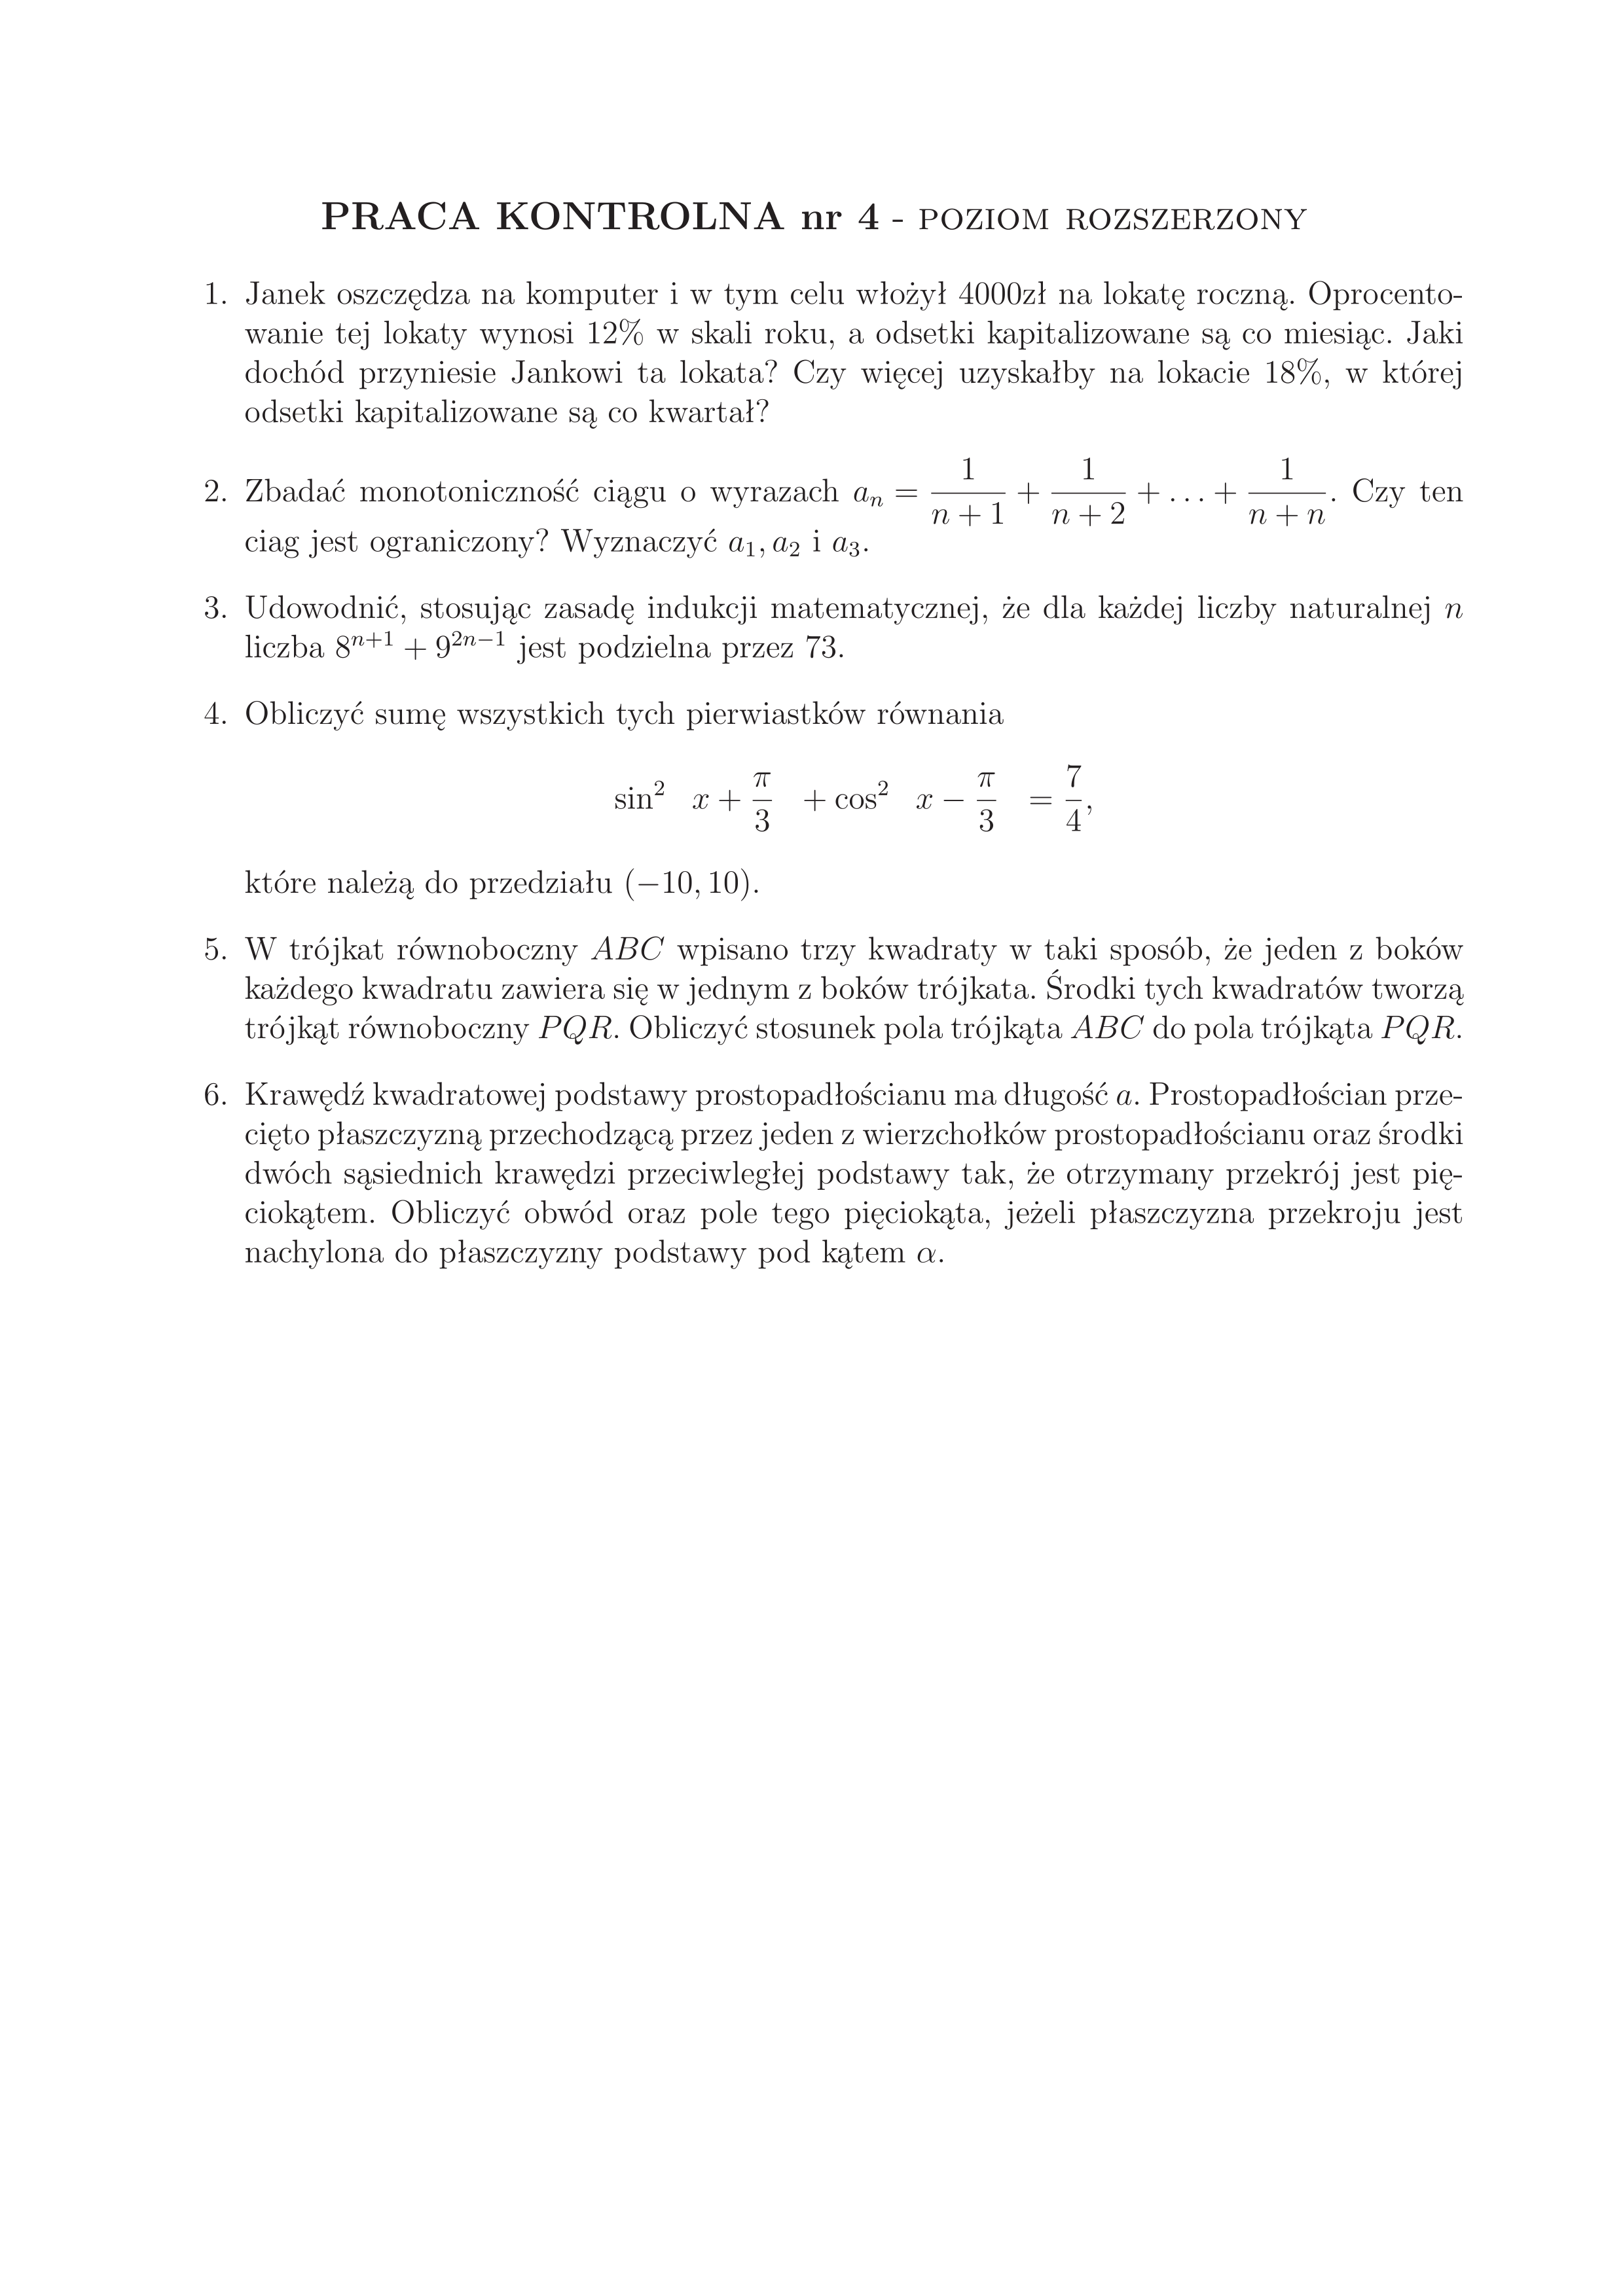 PRACA KONTROLNA nr 4 - POZIOM ROZSZERZONY
1. Janek oszczędza na komputer i w tym celu włożył 4000zł na lokatę roczną. Oprocento-
wanie tej lokaty wynosi 12% w skali roku, a odsetki kapitalizowane są co miesiąc. Jaki
dochód przyniesie Jankowi ta lokata? Czy więcej uzyskałby na lokacie 18%, w której
odsetki kapitalizowane są co kwartał?
2. Zbadać monotoniczność ciągu o wyrazach $a_n = \frac{1}{n+1} + \frac{1}{n+2} + \ldots + \frac{1}{n+n}$. Czy ten
ciag jest ograniczony? Wyznaczyć $a_1, a_2$ i $a_3$.
3. Udowodnić, stosując zasadę indukcji matematycznej, że dla każdej liczby naturalnej $n$
liczba $8^{n+1} + 9^{2n-1}$ jest podzielna przez 73.
4. Obliczyć sumę wszystkich tych pierwiastków równania
$\sin^2 \; x + \frac{\pi}{3} \; + \cos^2 \; x - \frac{\pi}{3} \; = \frac{7}{4},$
które należą do przedziału $(-10, 10)$.
5. W trójkat równoboczny $ABC$ wpisano trzy kwadraty w taki sposób, że jeden z boków
każdego kwadratu zawiera się w jednym z boków trójkata. Środki tych kwadratów tworzą
trójkąt równoboczny $PQR$. Obliczyć stosunek pola trójkąta $ABC$ do pola trójkąta $PQR$.
6. Krawędź kwadratowej podstawy prostopadłościanu ma długość $a$. Prostopadłościan prze-
cięto płaszczyzną przechodzącą przez jeden z wierzchołków prostopadłościanu oraz środki
dwóch sąsiednich krawędzi przeciwległej podstawy tak, że otrzymany przekrój jest pię-
ciokątem. Obliczyć obwód oraz pole tego pięciokąta, jeżeli płaszczyzna przekroju jest
nachylona do płaszczyzny podstawy pod kątem $\alpha$.